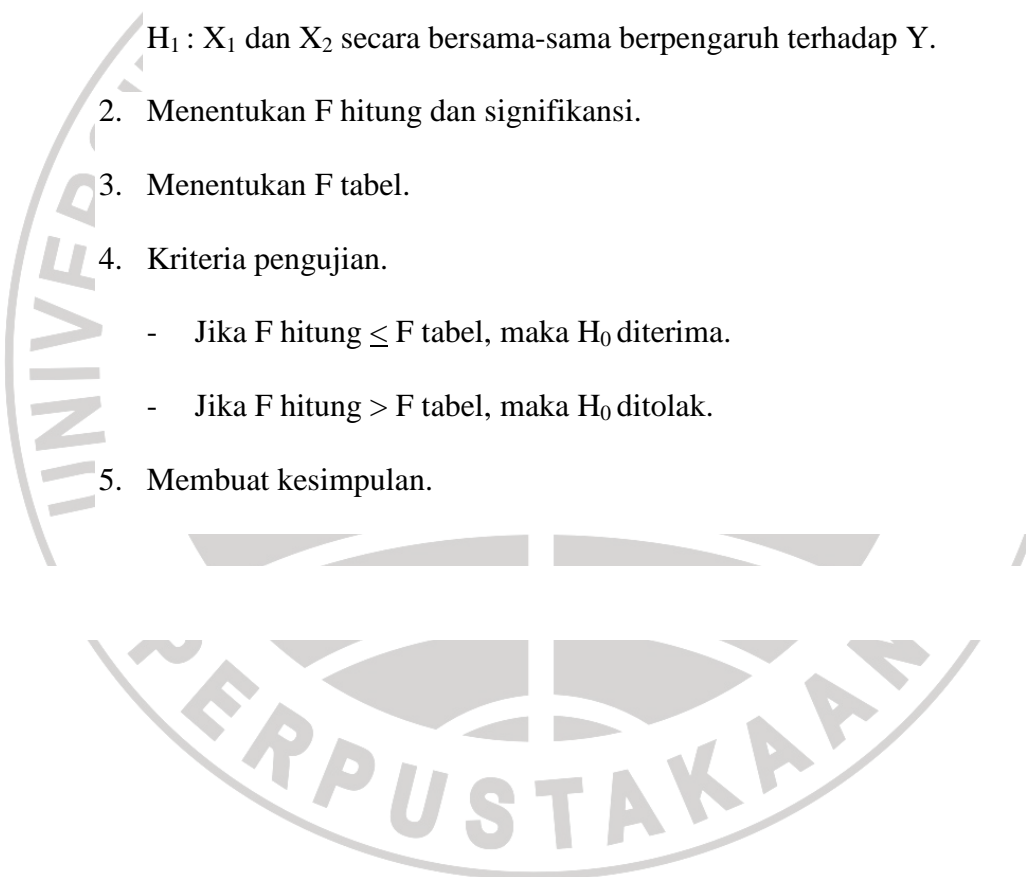 H₁ : X₁ dan X₂ secara bersama-sama berpengaruh terhadap Y.
2. Menentukan F hitung dan signifikansi.
3. Menentukan F tabel.
4. Kriteria pengujian.
- Jika F hitung ≤ F tabel, maka H₀ diterima.
- Jika F hitung > F tabel, maka H₀ ditolak.
5. Membuat kesimpulan.
PERPUSTAKAAN